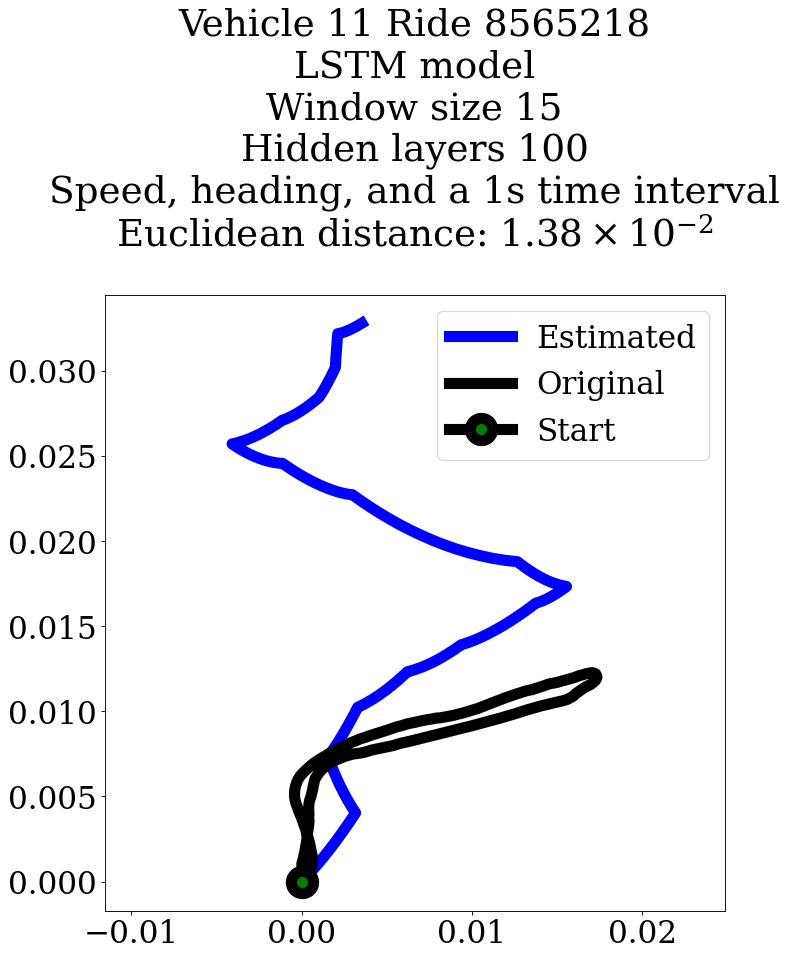 Vehicle 11 Ride 8565218
LSTM model
Window size 15
Hidden layers 100
Speed, heading, and a 1s time interval
Euclidean distance: 1.38 × 10⁻²
Estimated
Original
Start
0.030
0.025
0.020
0.015
0.010
0.005
0.000
−0.01 0.00 0.01 0.02